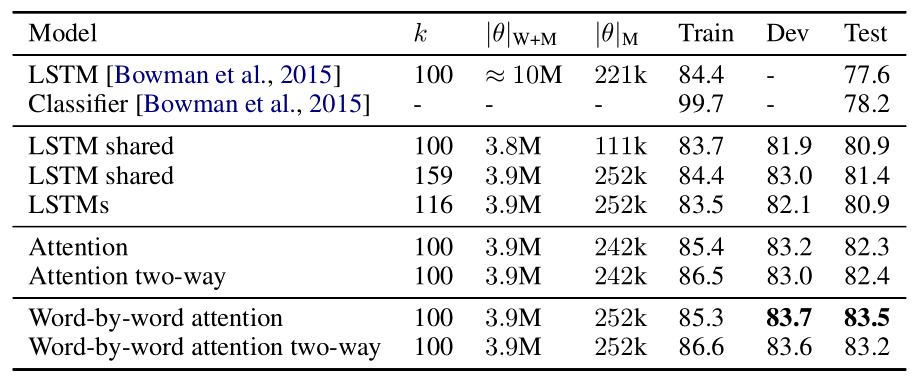 Model k |θ|W+M |θ|M Train Dev Test
LSTM [Bowman et al., 2015] 100 ≈ 10M 221k 84.4 - 77.6
Classifier [Bowman et al., 2015] - - - 99.7 - 78.2
LSTM shared 100 3.8M 111k 83.7 81.9 80.9
LSTM shared 159 3.9M 252k 84.4 83.0 81.4
LSTMs 116 3.9M 252k 83.5 82.1 80.9
Attention 100 3.9M 242k 85.4 83.2 82.3
Attention two-way 100 3.9M 242k 86.5 83.0 82.4
Word-by-word attention 100 3.9M 252k 85.3 83.7 83.5
Word-by-word attention two-way 100 3.9M 252k 86.6 83.6 83.2